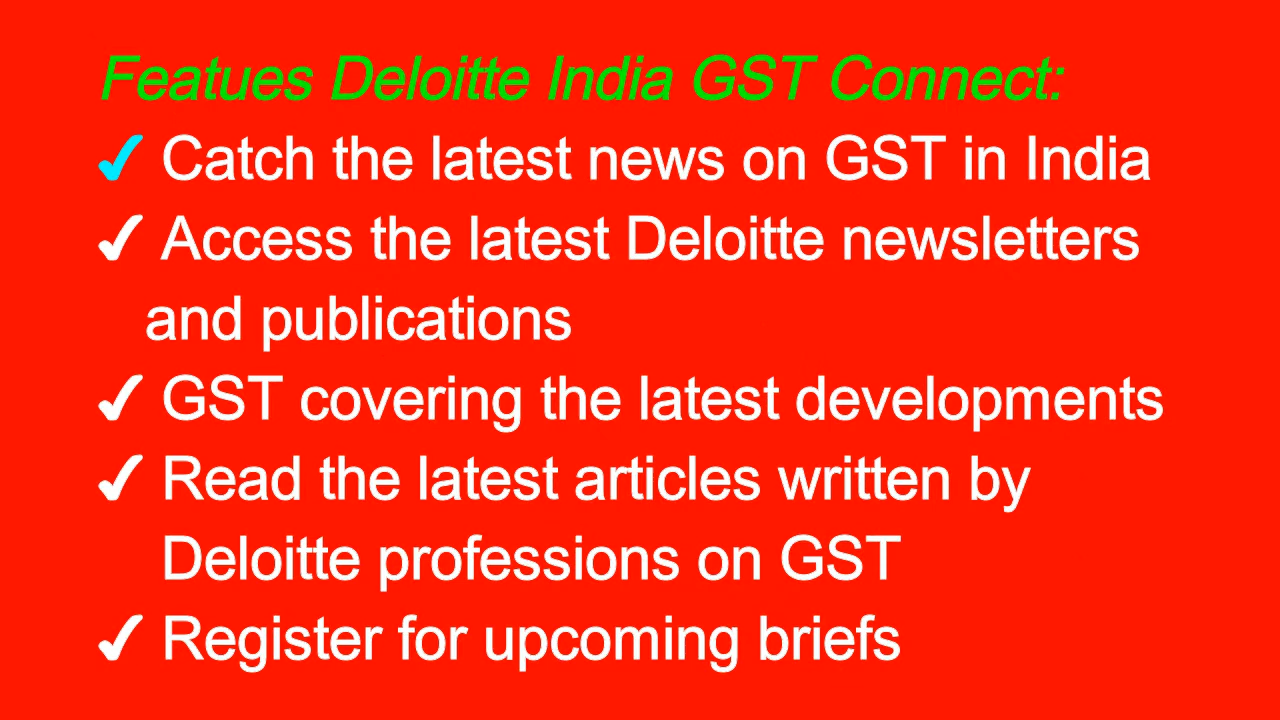 Featues Deloitte India GST Connect:
✔ Catch the latest news on GST in India
✔ Access the latest Deloitte newsletters
and publications
✔ GST covering the latest developments
✔ Read the latest articles written by
Deloitte professions on GST
✔ Register for upcoming briefs